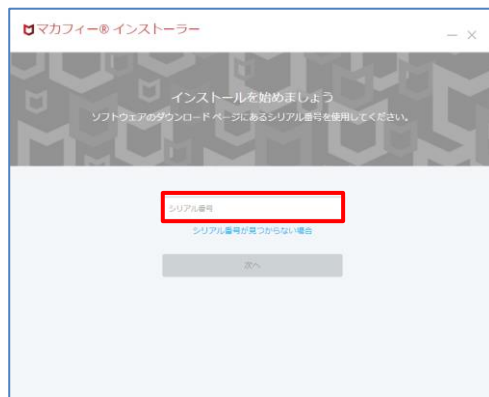 マカフィー® インストーラー
インストールを始めましょう
ソフトウェアのダウンロード ページにあるシリアル番号を使用してください。
シリアル番号
シリアル番号が見つからない場合
次へ